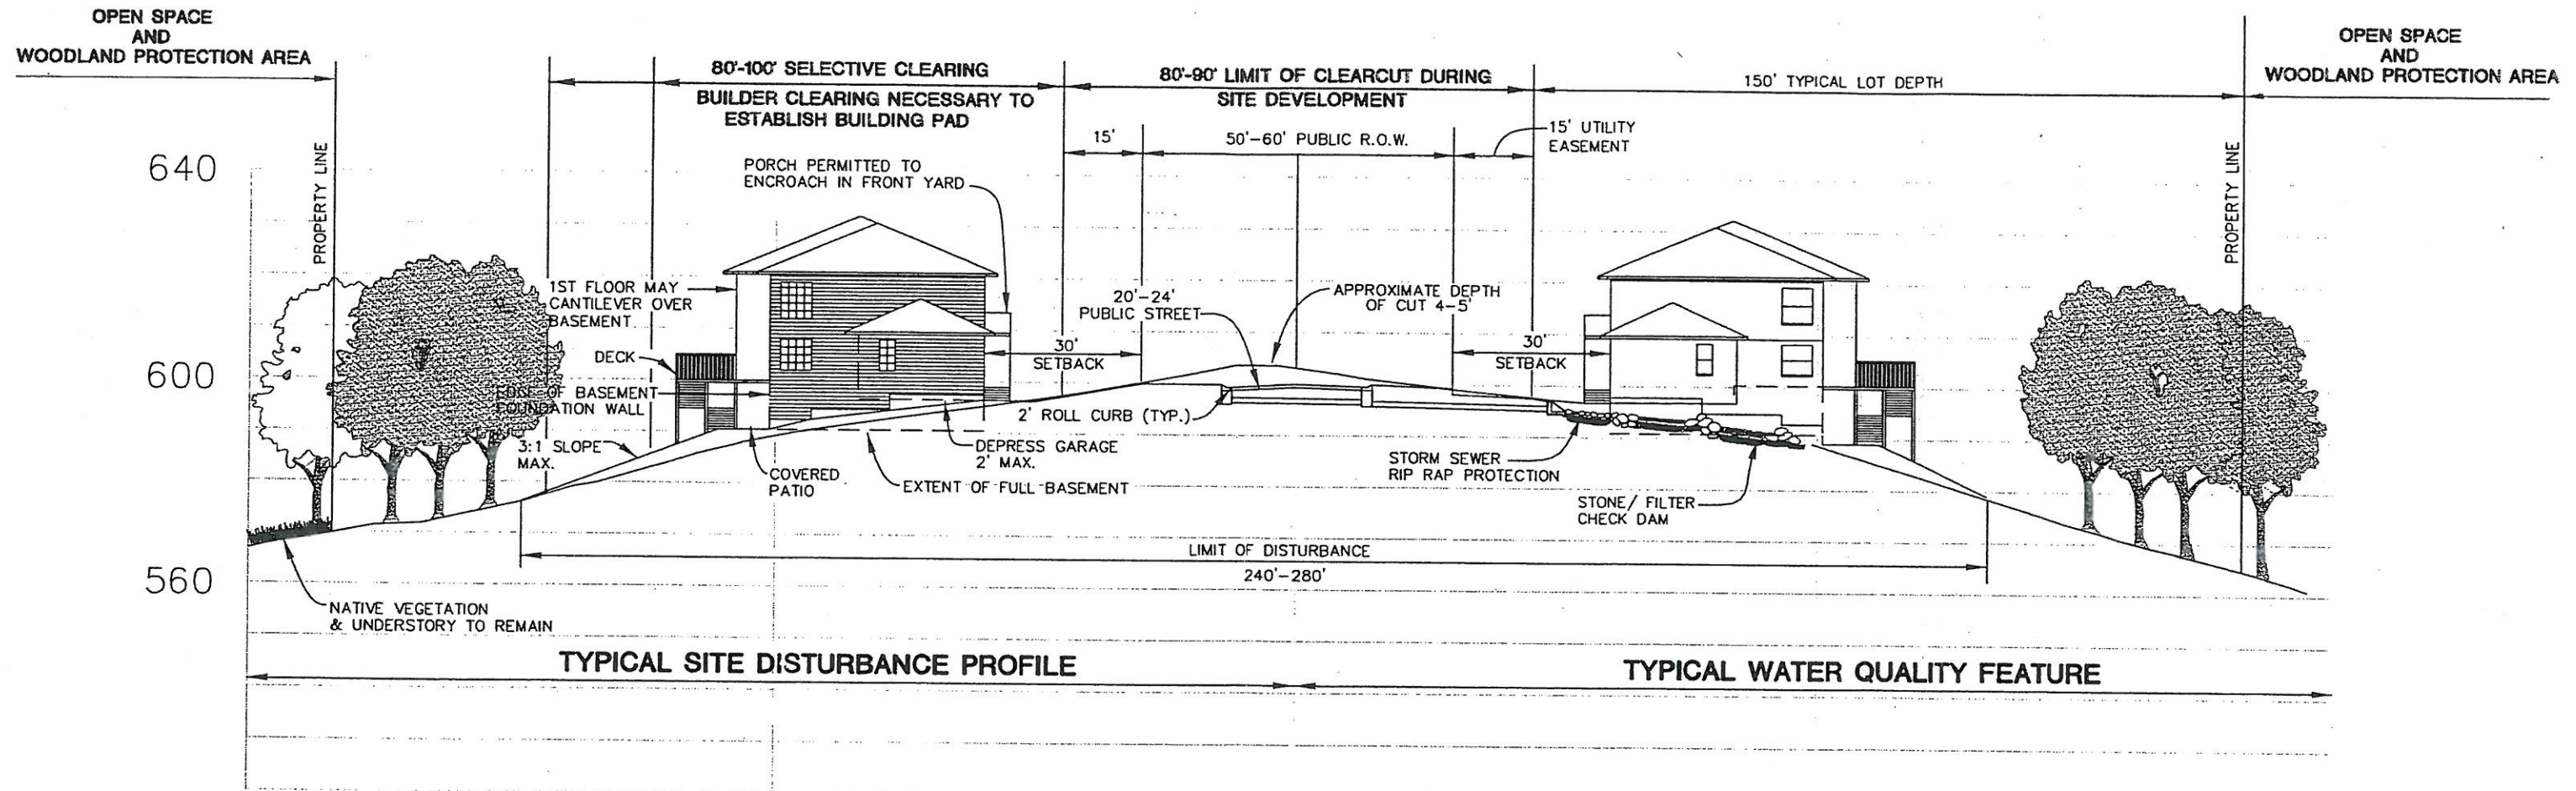 OPEN SPACE
AND
WOODLAND PROTECTION AREA
80'-100' SELECTIVE CLEARING
BUILDER CLEARING NECESSARY TO
ESTABLISH BUILDING PAD
80'-90' LIMIT OF CLEARCUT DURING
SITE DEVELOPMENT
150' TYPICAL LOT DEPTH
OPEN SPACE
AND
WOODLAND PROTECTION AREA
15'
50'-60' PUBLIC R.O.W.
15' UTILITY
EASEMENT
640
PROPERTY LINE
PORCH PERMITTED TO
ENCROACH IN FRONT YARD
PROPERTY LINE
1ST FLOOR MAY
CANTILEVER OVER
BASEMENT
20'-24'
PUBLIC STREET
APPROXIMATE DEPTH
OF CUT 4-5'
30'
SETBACK
30'
SETBACK
DECK
600
EDGE OF BASEMENT
FOUNDATION WALL
2' ROLL CURB (TYP.)
3:1 SLOPE
MAX.
DEPRESS GARAGE
2' MAX.
COVERED
PATIO
EXTENT OF FULL BASEMENT
STORM SEWER
RIP RAP PROTECTION
STONE/ FILTER
CHECK DAM
LIMIT OF DISTURBANCE
240'-280'
560
NATIVE VEGETATION
& UNDERSTORY TO REMAIN
TYPICAL SITE DISTURBANCE PROFILE
TYPICAL WATER QUALITY FEATURE